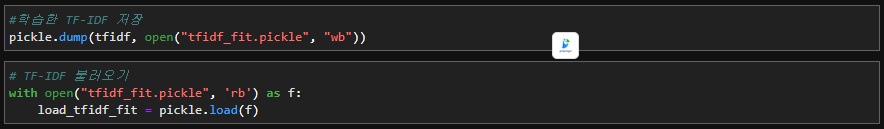 #학습한 TF-IDF 저장
pickle.dump(tfidf, open("tfidf_fit.pickle", "wb"))
# TF-IDF 불러오기
with open("tfidf_fit.pickle", 'rb') as f:
    load_tfidf_fit = pickle.load(f)